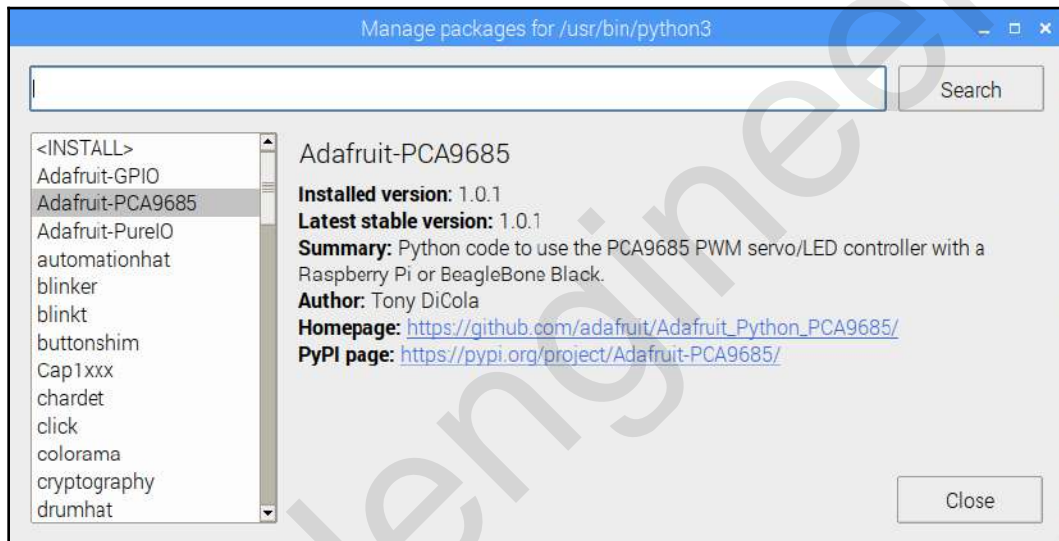 Manage packages for /usr/bin/python3
Search
<INSTALL>
Adafruit-GPIO
Adafruit-PCA9685
Adafruit-PureIO
automationhat
blinker
blinkt
buttonshim
Cap1xxx
chardet
click
colorama
cryptography
drumhat
Adafruit-PCA9685
Installed version: 1.0.1
Latest stable version: 1.0.1
Summary: Python code to use the PCA9685 PWM servo/LED controller with a
Raspberry Pi or BeagleBone Black.
Author: Tony DiCola
Homepage: https://github.com/adafruit/Adafruit_Python_PCA9685/
PyPI page: https://pypi.org/project/Adafruit-PCA9685/
Close